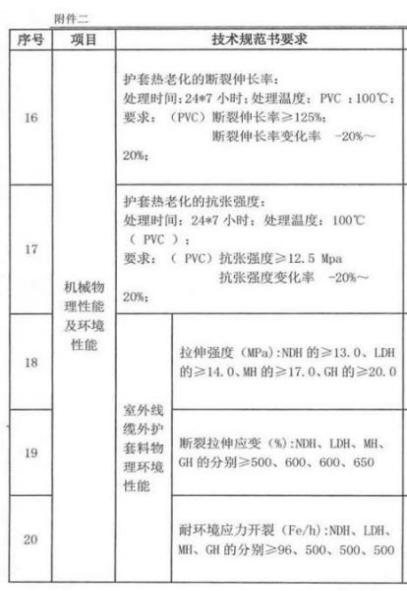 附件二
序号
项目
技术规范书要求
16
护套热老化的断裂伸长率：
处理时间：24*7 小时；处理温度： PVC ：100℃；
要求：（PVC）断裂伸长率≥125%；
断裂伸长率变化率 -20%～
20%；
17
护套热老化的抗张强度：
处理时间：24*7 小时； 处理温度： 100℃
（ PVC ）；
要求：（ PVC）抗张强度≥12.5 Mpa
抗张强度变化率 -20%～
20%；
机械物
理性能
及环境
性能
18
拉伸强度（MPa）:NDH 的≥13.0、LDH
的≥14.0、MH 的≥17.0、GH 的≥20.0
室外线
缆外护
套料物
理环境
性能
19
断裂拉伸应变（%）:NDH、LDH、MH、
GH 的分别≥500、600、600、650
20
耐环境应力开裂（Fe/h）:NDH、LDH、
MH、GH 的分别≥96、500、500、500